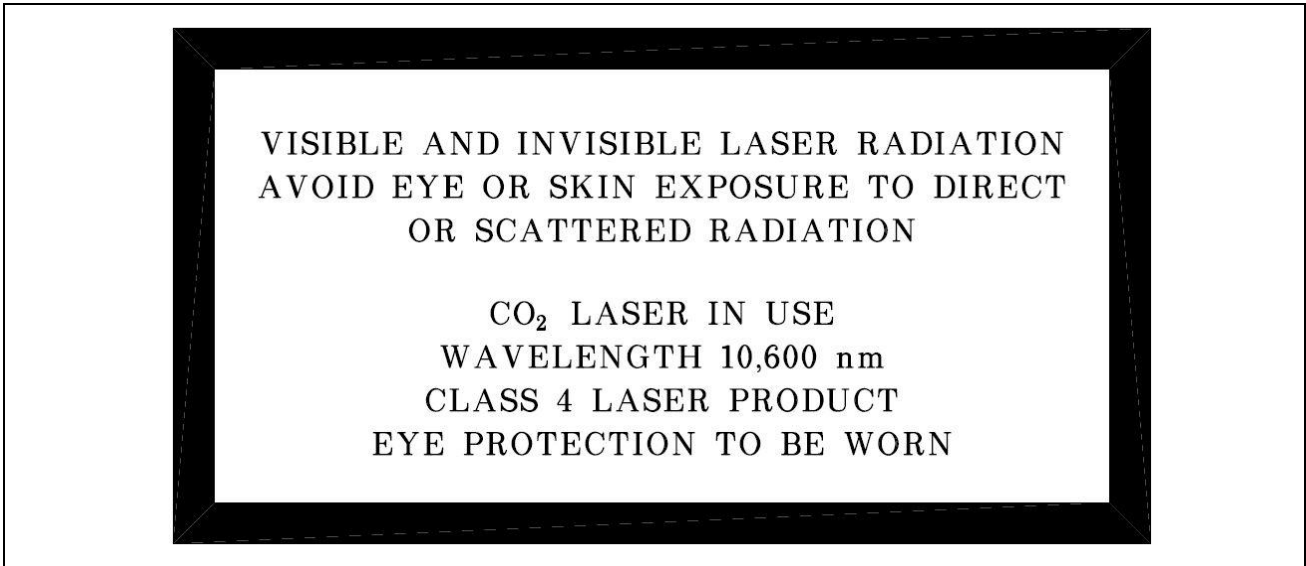 VISIBLE AND INVISIBLE LASER RADIATION
AVOID EYE OR SKIN EXPOSURE TO DIRECT
OR SCATTERED RADIATION
CO₂ LASER IN USE
WAVELENGTH 10,600 nm
CLASS 4 LASER PRODUCT
EYE PROTECTION TO BE WORN